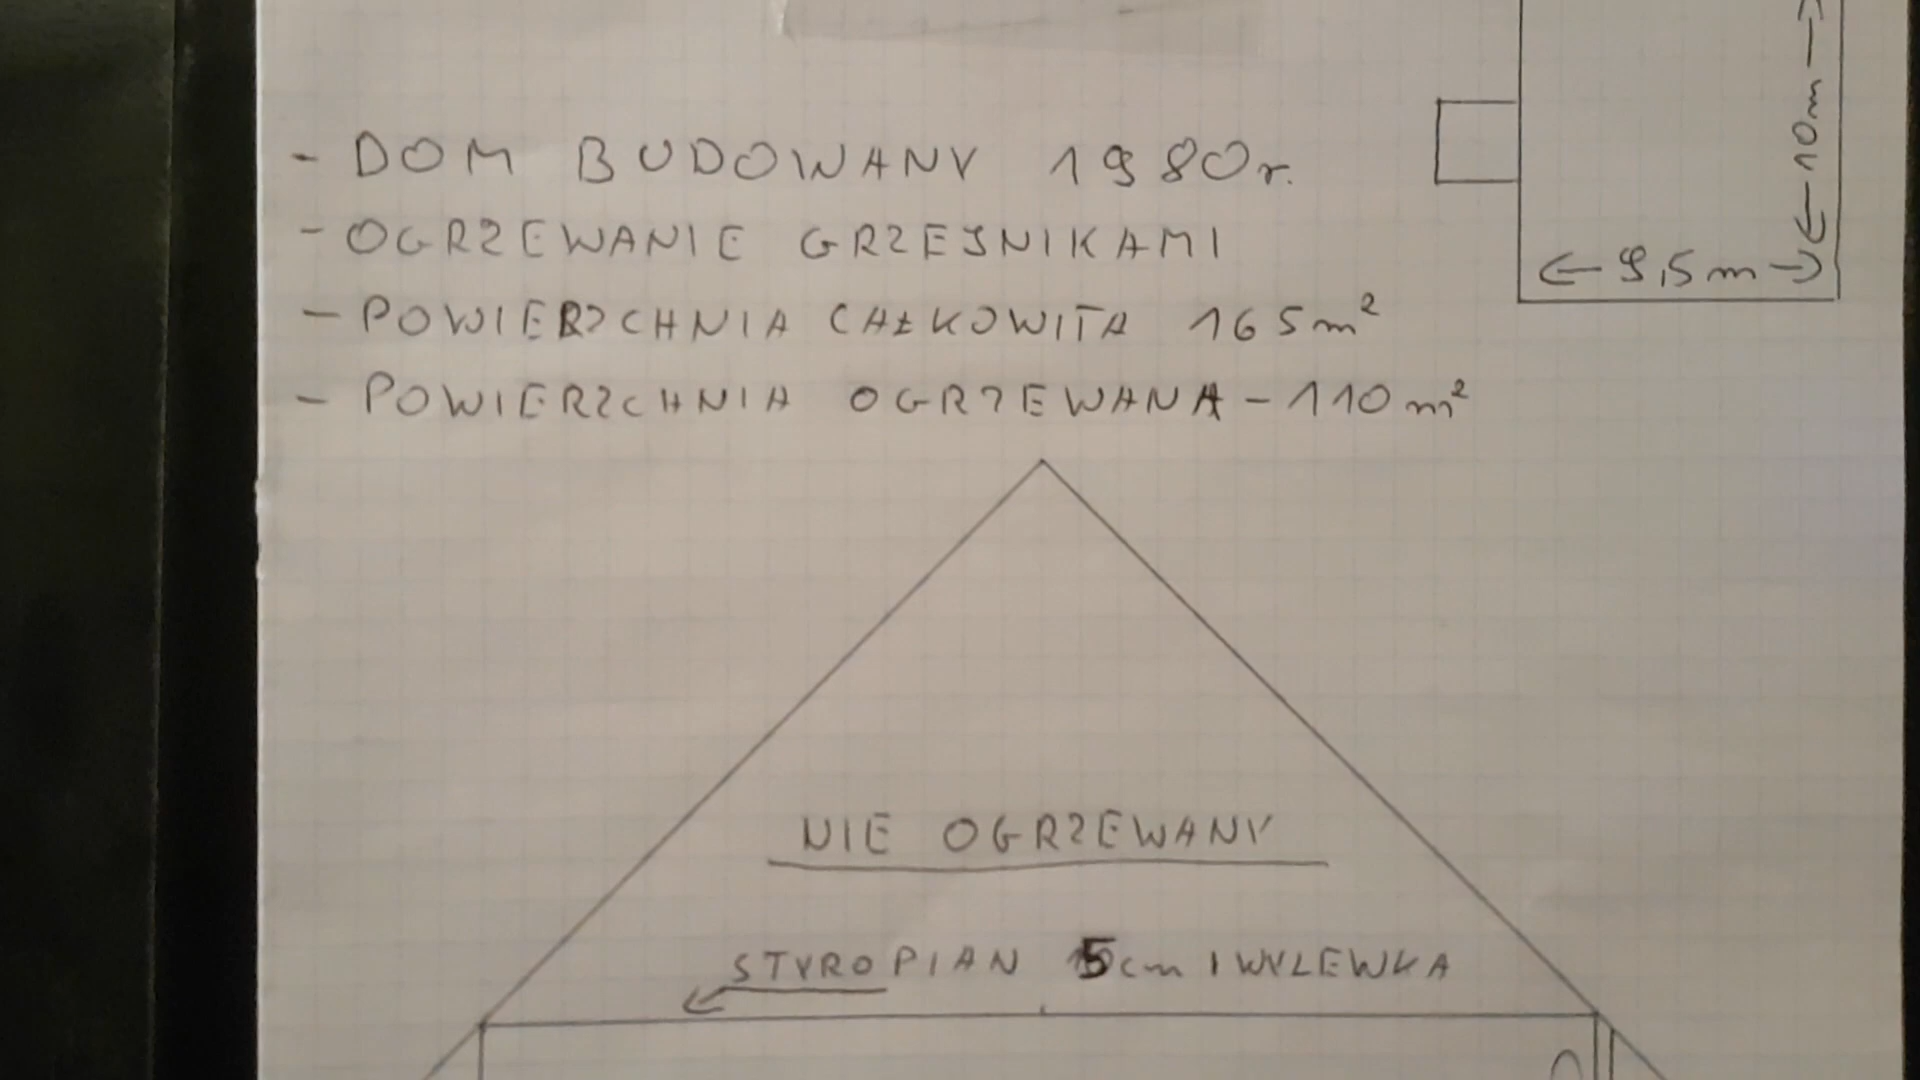 - DOM BUDOWANY 1980r.
- OGRZEWANIE GRZEJNIKAMI
- POWIERZCHNIA CAŁKOWITA 165m²
- POWIERZCHNIA OGRZEWANA - 110m²
10m
9,5m
NIE OGRZEWANY
STYROPIAN 5cm I WYLEWKA